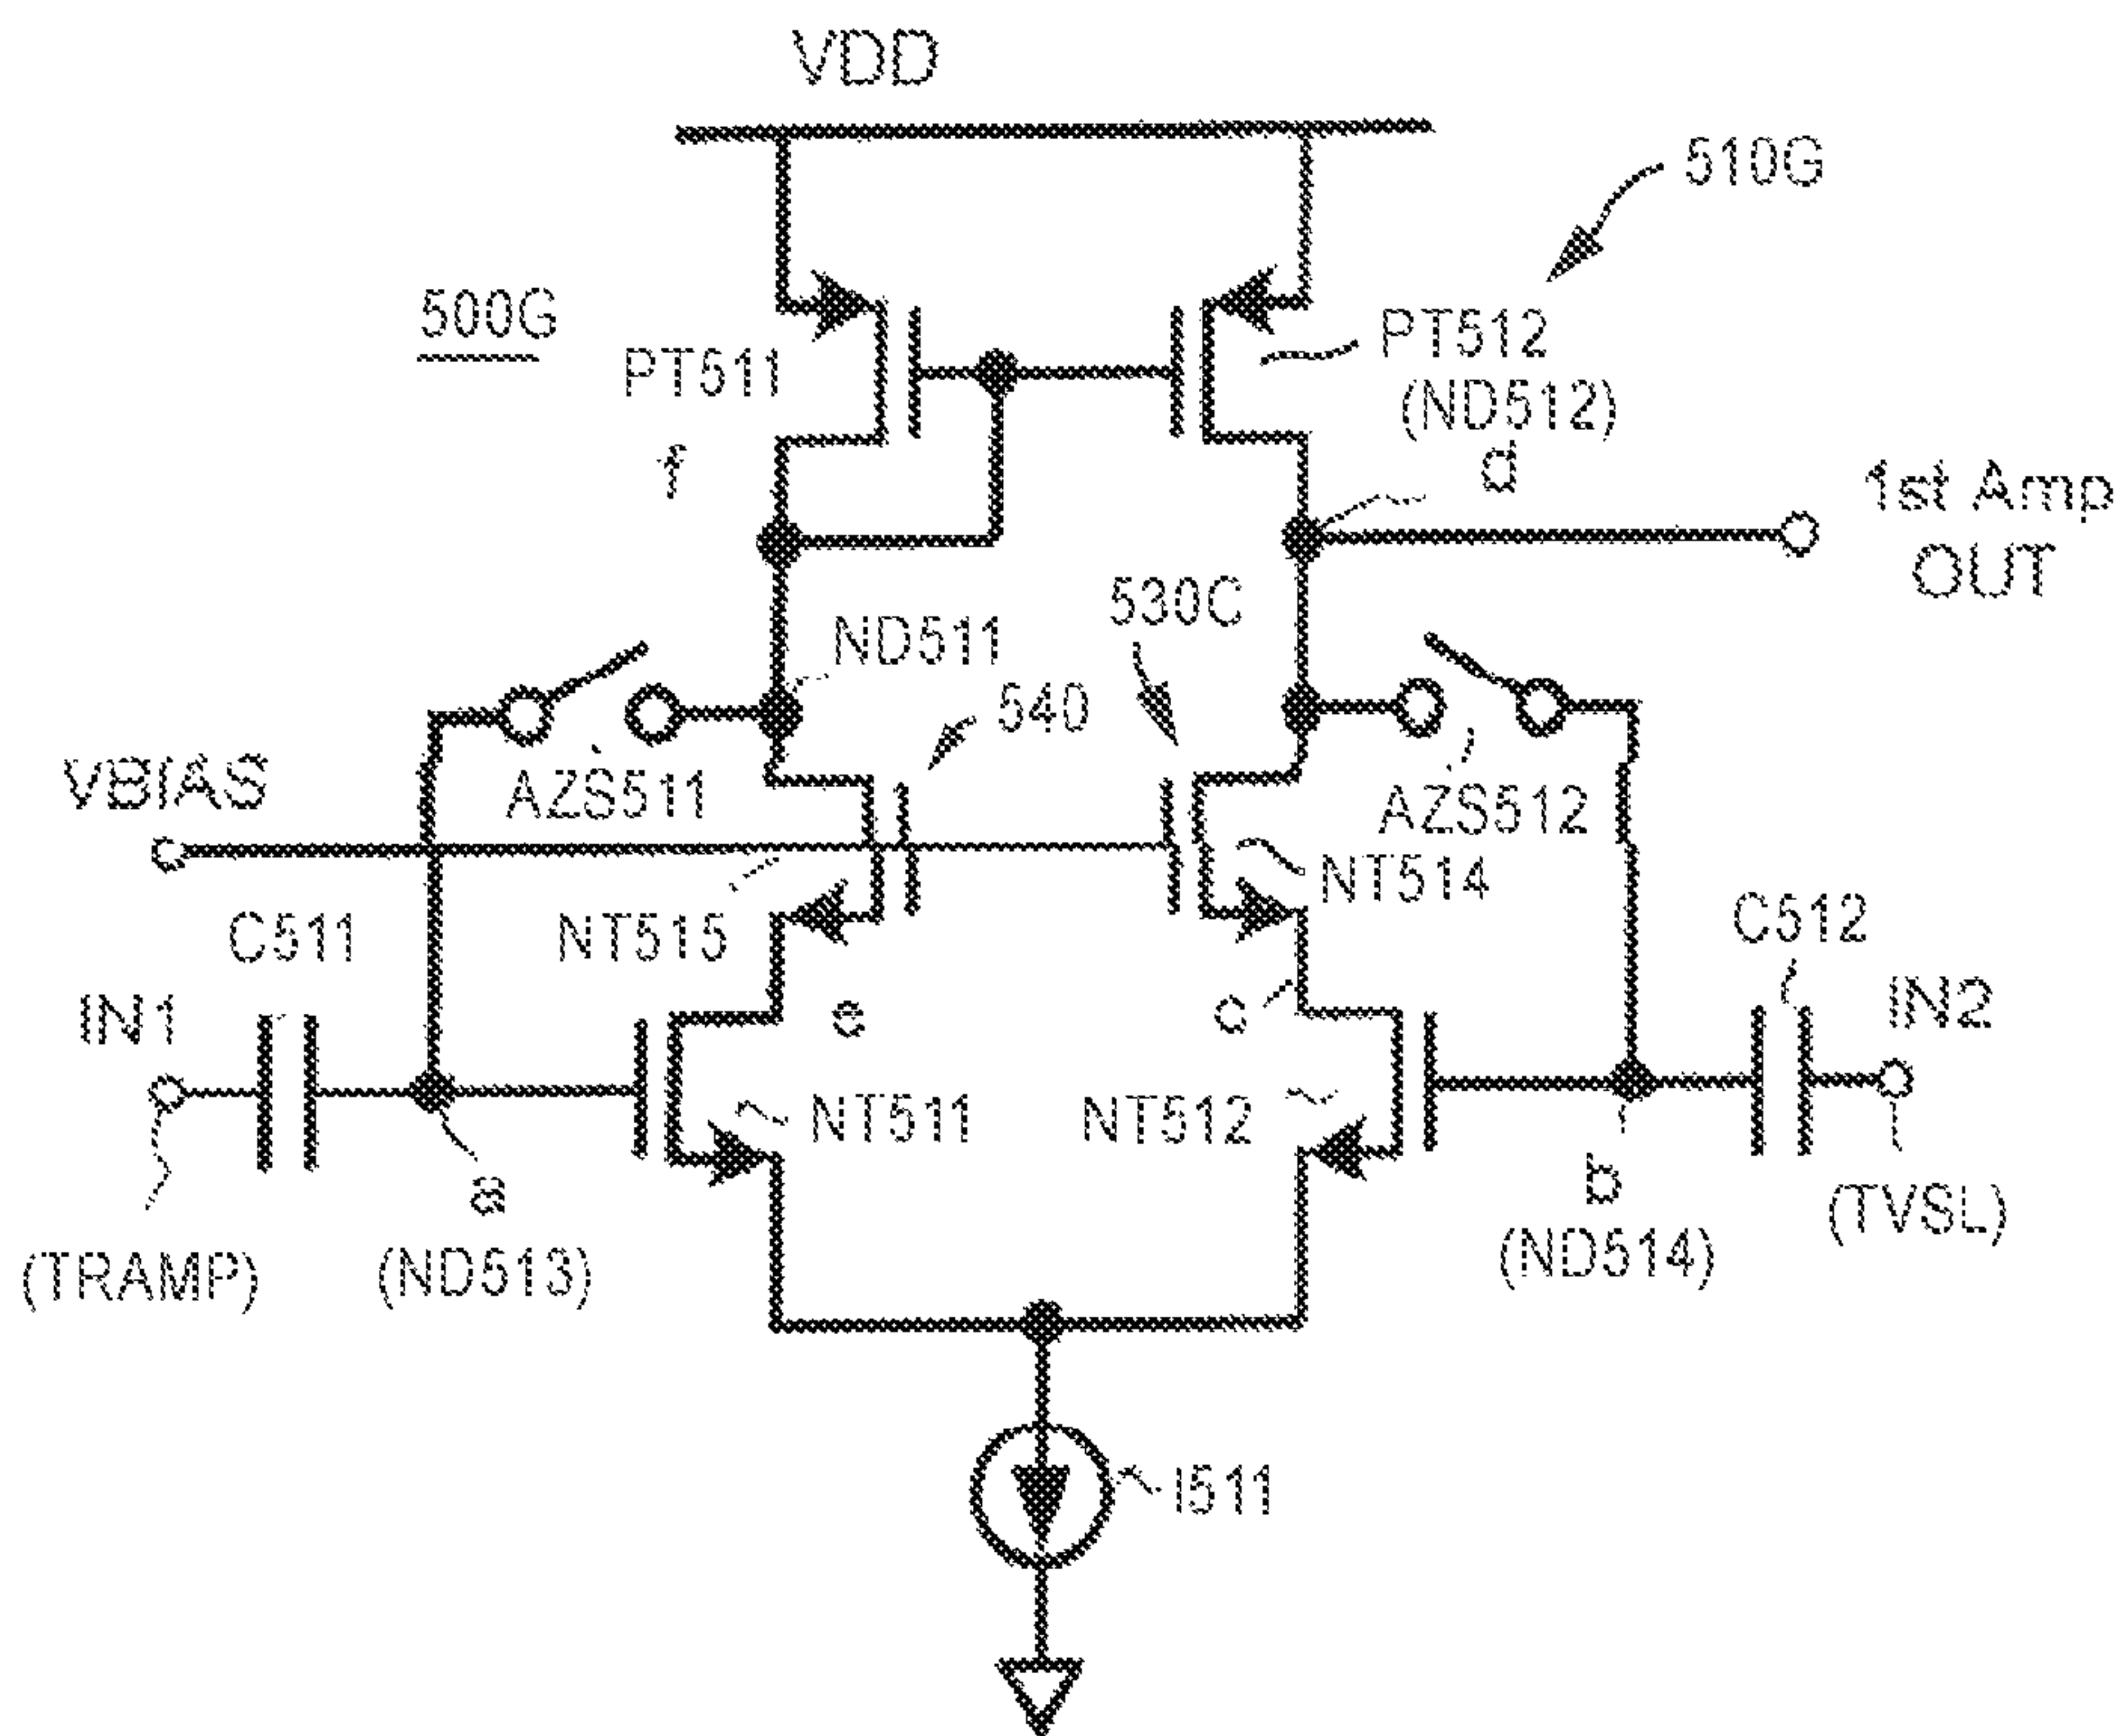 VDD
510G
500G
PT511
PT512
(ND512)
f
d
1st Amp
OUT
530C
ND511
540
VBIAS
AZS511
AZS512
NT514
C511
NT515
C512
IN1
e
c
IN2
NT511
NT512
a
b
(TRAMP)
(ND513)
(ND514)
(TVSL)
I511